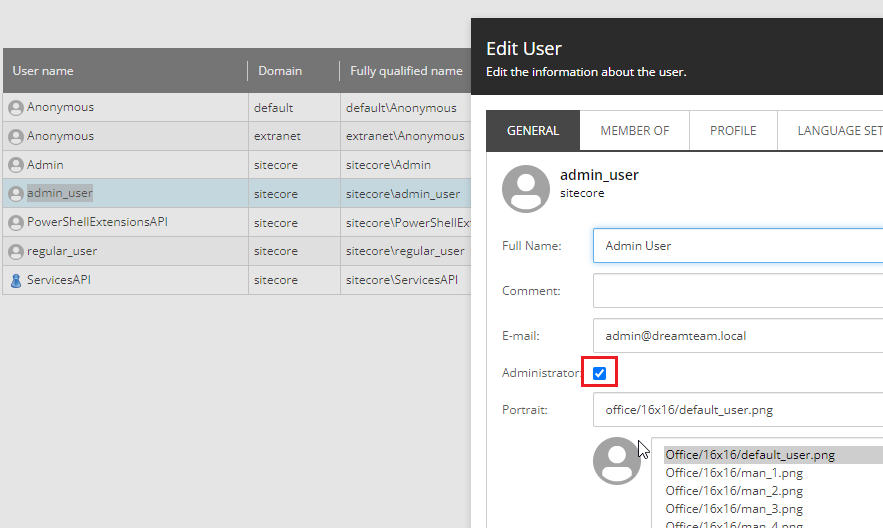 User name Domain Fully qualified name
Anonymous default default\Anonymous
Anonymous extranet extranet\Anonymous
Admin sitecore sitecore\Admin
admin_user sitecore sitecore\admin_user
PowerShellExtensionsAPI sitecore sitecore\PowerShellExte
regular_user sitecore sitecore\regular_user
ServicesAPI sitecore sitecore\ServicesAPI
Edit User
Edit the information about the user.
GENERAL MEMBER OF PROFILE LANGUAGE SET
admin_user
sitecore
Full Name: Admin User
Comment:
E-mail: admin@dreamteam.local
Administrator:
Portrait: office/16x16/default_user.png
Office/16x16/default_user.png
Office/16x16/man_1.png
Office/16x16/man_2.png
Office/16x16/man_3.png
Office/16x16/man_4.png